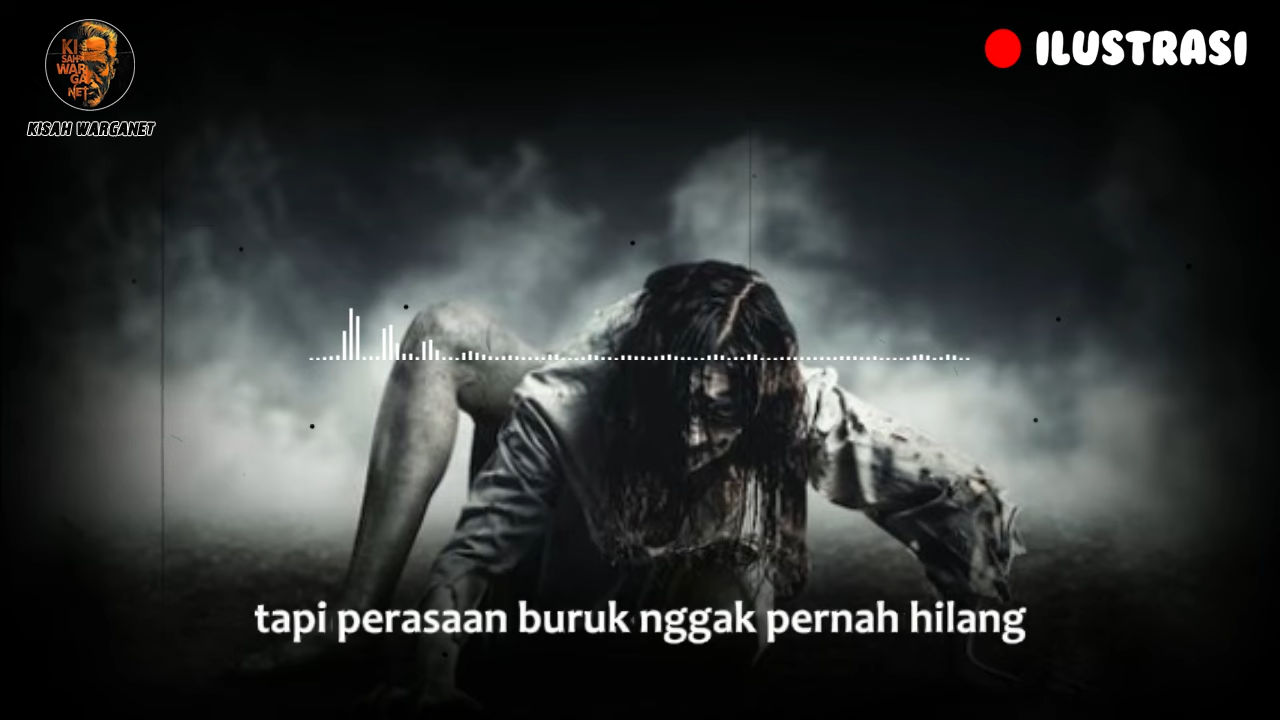 KI
SAH
WAR
GA
NET
KISAH WARGANET
ILUSTRASI
tapi perasaan buruk nggak pernah hilang